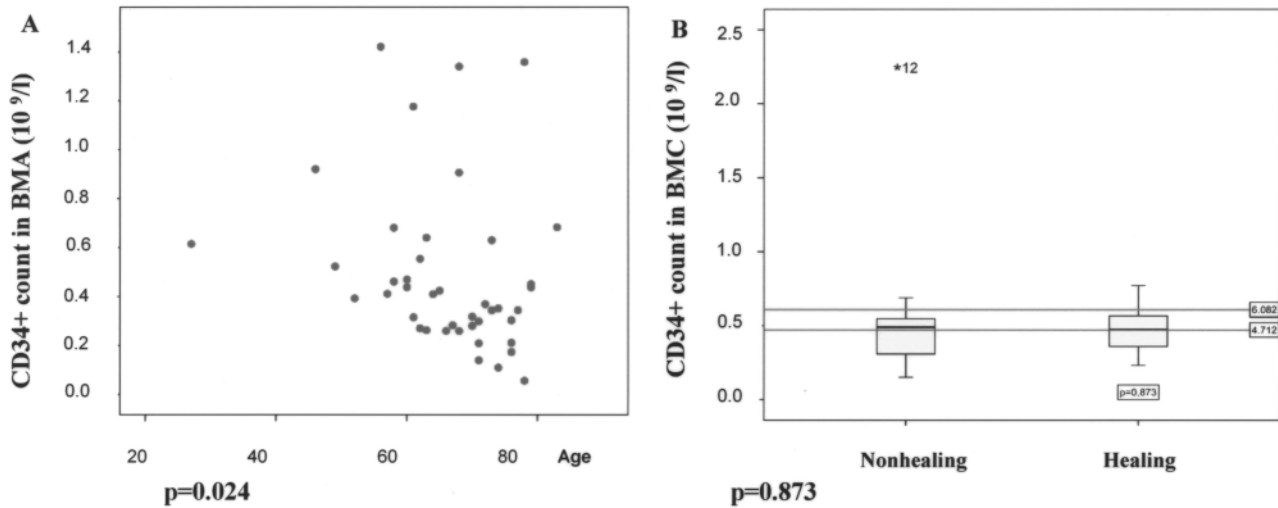 A
CD34+ count in BMA (10 9/l)
1.4
1.2
1.0
0.8
0.6
0.4
0.2
0.0
20 40 60 80 Age
p=0.024
B
CD34+ count in BMC (10 9/l)
2.5
2.0
1.5
1.0
0.5
0.0
*12
6.082
4.712
p=0,873
Nonhealing Healing
p=0.873